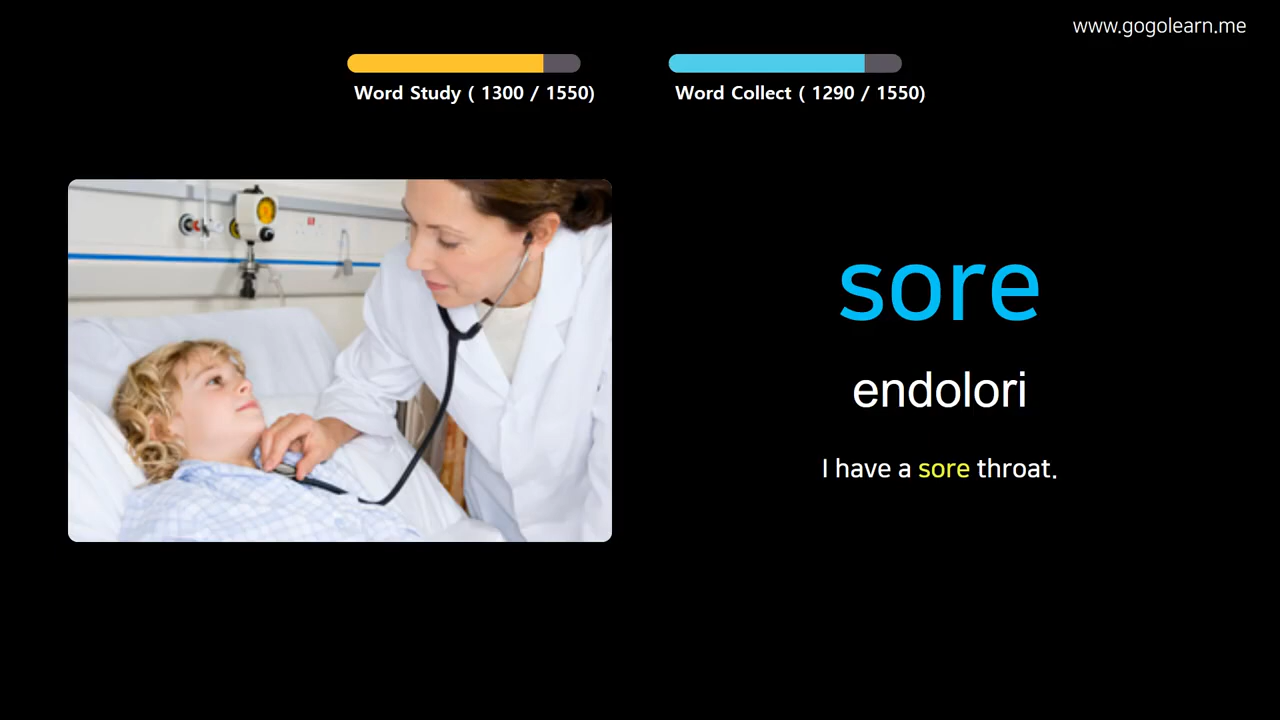 www.gogolearn.me
Word Study ( 1300 / 1550)
Word Collect ( 1290 / 1550)
sore
endolori
I have a sore throat.